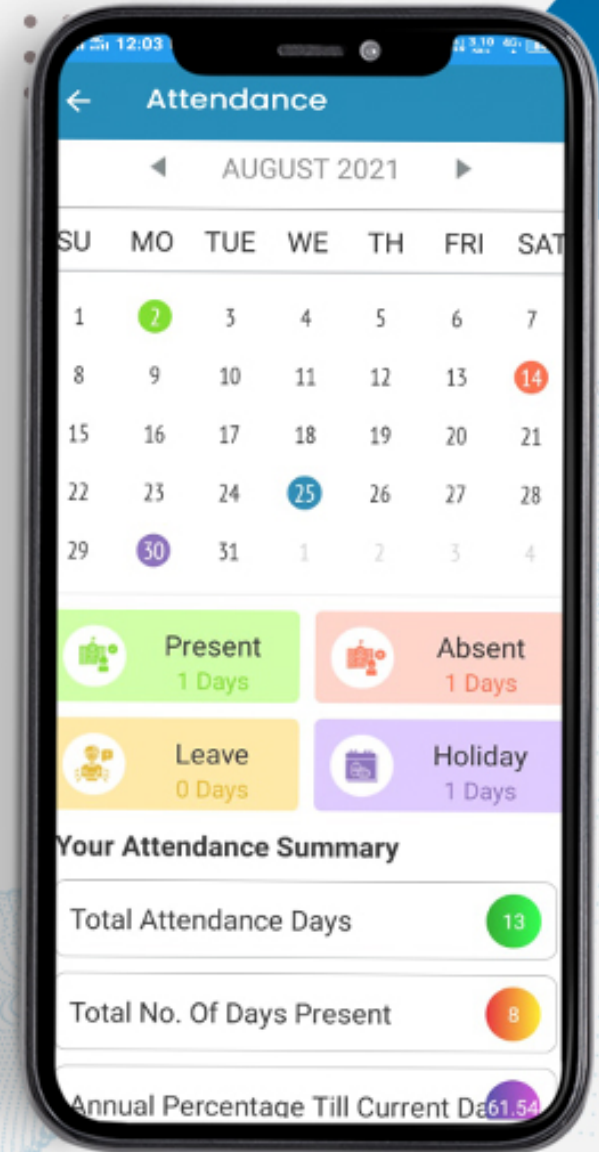 12:03
3.10 4G+
Attendance
AUGUST 2021
SU MO TUE WE TH FRI SAT
1 2 3 4 5 6 7
8 9 10 11 12 13 14
15 16 17 18 19 20 21
22 23 24 25 26 27 28
29 30 31 1 2 3 4
Present Absent
1 Days 1 Days
Leave Holiday
0 Days 1 Days
Your Attendance Summary
Total Attendance Days 13
Total No. Of Days Present 8
Annual Percentage Till Current Da 61.54